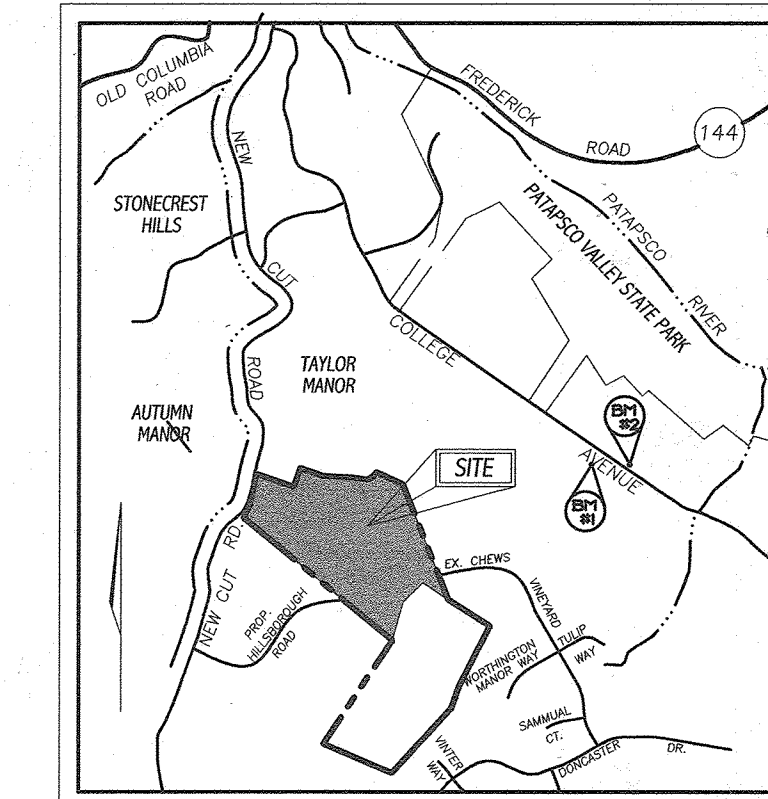 OLD COLUMBIA
ROAD
NEW
CUT
ROAD
FREDERICK
ROAD
144
STONECREST
HILLS
PATAPSCO
RIVER
PATAPSCO VALLEY STATE PARK
COLLEGE
AVENUE
TAYLOR
MANOR
AUTUMN
MANOR
BM
#2
BM
#1
SITE
NEW CUT RD.
PROP.
HILLSBOROUGH
ROAD
EX. CHEWS
VINEYARD
TULIP
WAY
WORTHINGTON
MANOR WAY
SAMMUAL
CT.
DONCASTER
DR.
VINTER
WAY